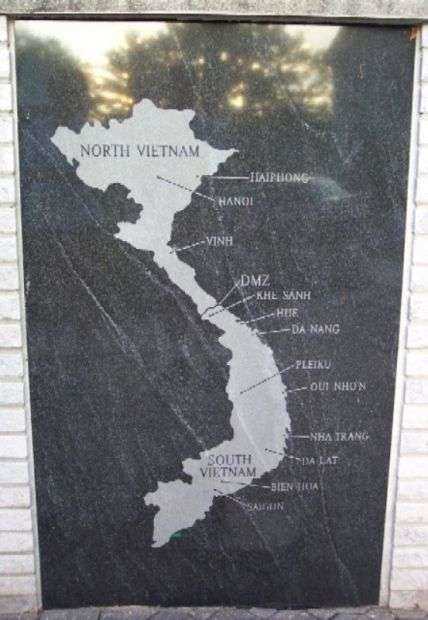 NORTH VIETNAM
HAIPHONG
HANOI
VINH
DMZ
KHE SANH
HUE
DA NANG
PLEIKU
QUI NHON
NHA TRANG
DA LAT
SOUTH
VIETNAM
BIEN HOA
SAIGON